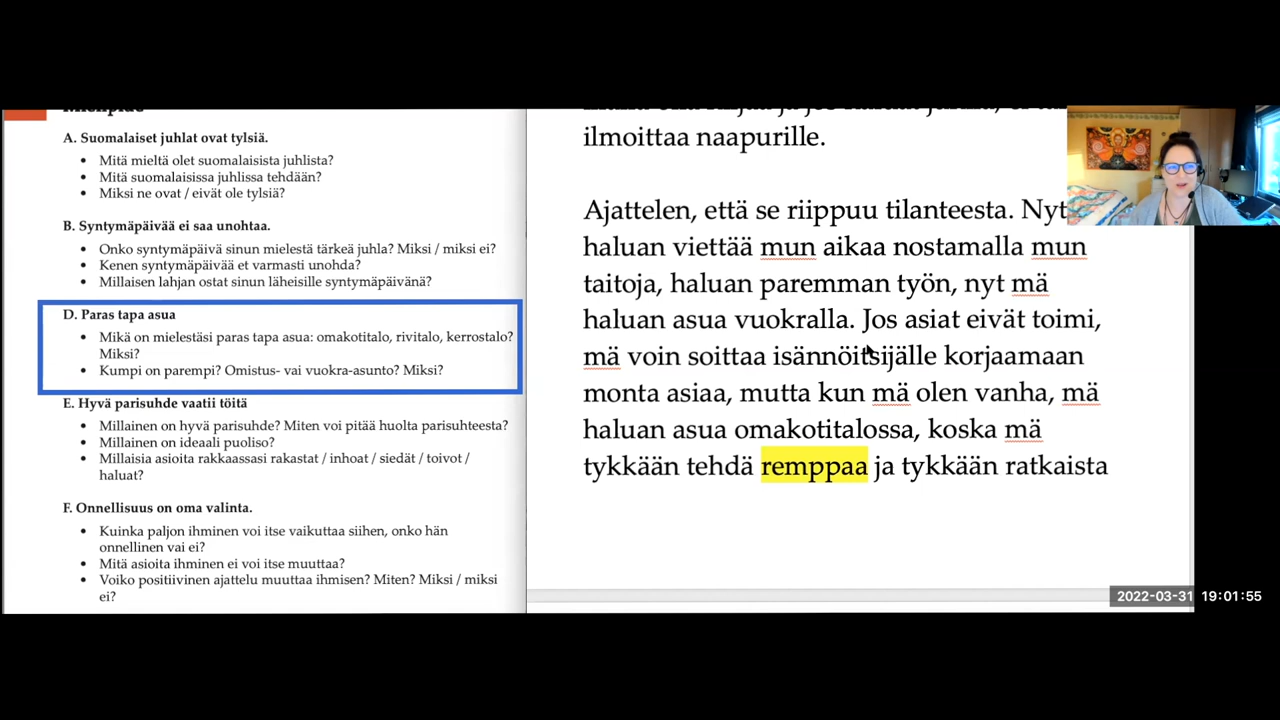 A. Suomalaiset juhlat ovat tylsiä.
Mitä mieltä olet suomalaisista juhlista?
Mitä suomalaisissa juhlissa tehdään?
Miksi ne ovat / eivät ole tylsiä?
B. Syntymäpäivää ei saa unohtaa.
Onko syntymäpäivä sinun mielestä tärkeä juhla? Miksi / miksi ei?
Kenen syntymäpäivää et varmasti unohda?
Millaisen lahjan ostat sinun läheisille syntymäpäivänä?
D. Paras tapa asua
Mikä on mielestäsi paras tapa asua: omakotitalo, rivitalo, kerrostalo?
Miksi?
Kumpi on parempi? Omistus- vai vuokra-asunto? Miksi?
E. Hyvä parisuhde vaatii töitä
Millainen on hyvä parisuhde? Miten voi pitää huolta parisuhteesta?
Millainen on ideaali puoliso?
Millaisia asioita rakkaassasi rakastat / inhoat / siedät / toivot /
haluat?
F. Onnellisuus on oma valinta.
Kuinka paljon ihminen voi itse vaikuttaa siihen, onko hän
onnellinen vai ei?
Mitä asioita ihminen ei voi itse muuttaa?
Voiko positiivinen ajattelu muuttaa ihmisen? Miten? Miksi / miksi
ei?
ilmoittaa naapurille.
Ajattelen, että se riippuu tilanteesta. Nyt
haluan viettää mun aikaa nostamalla mun
taitoja, haluan paremman työn, nyt mä
haluan asua vuokralla. Jos asiat eivät toimi,
mä voin soittaa isännöitsijälle korjaamaan
monta asiaa, mutta kun mä olen vanha, mä
haluan asua omakotitalossa, koska mä
tykkään tehdä remppaa ja tykkään ratkaista
2022-03-31 19:01:55